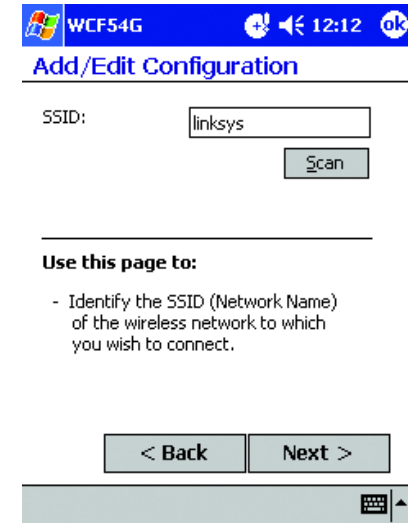 WCF54G 12:12 ok
Add/Edit Configuration
SSID: linksys
Scan
Use this page to:
- Identify the SSID (Network Name)
of the wireless network to which
you wish to connect.
< Back Next >